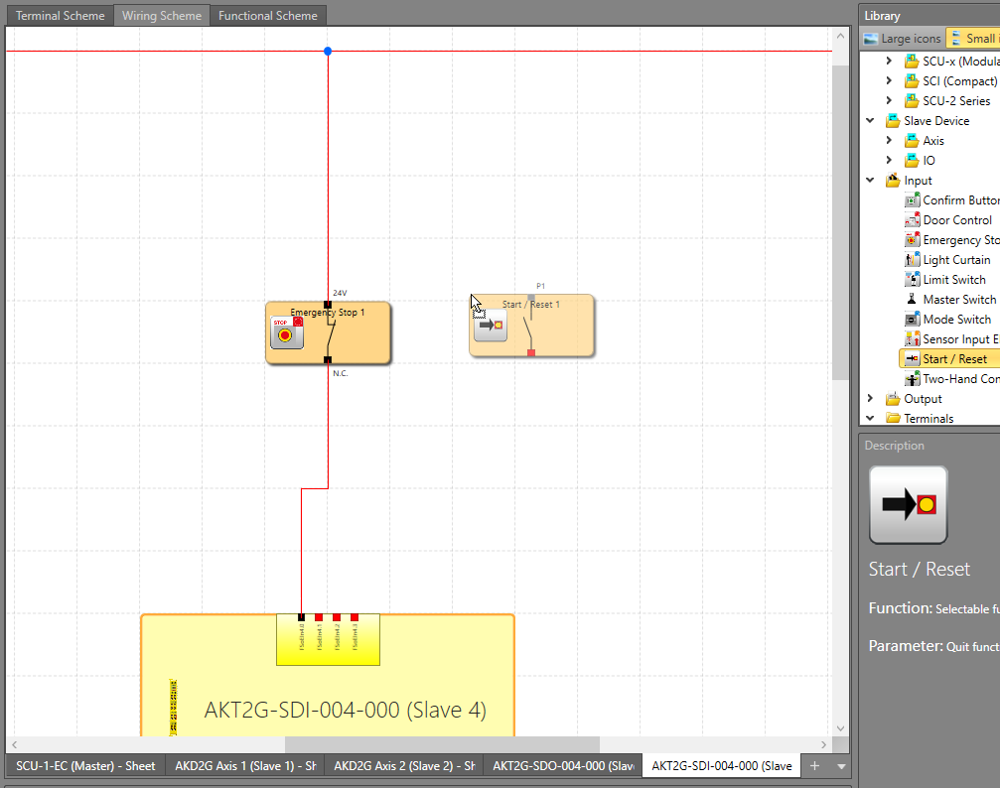 Terminal Scheme
Wiring Scheme
Functional Scheme
Library
Large icons
Small i
SCU-x (Modula
SCI (Compact)
SCU-2 Series
Slave Device
Axis
IO
Input
Confirm Button
Door Control
Emergency Sto
Light Curtain
Limit Switch
Master Switch
Mode Switch
Sensor Input E
Start / Reset
Two-Hand Con
Output
Terminals
24V
Emergency Stop 1
STOP
N.C.
P1
Start / Reset 1
Description
Start / Reset
Function: Selectable fu
Parameter: Quit funct
AKT2G-SDI-004-000 (Slave 4)
SCU-1-EC (Master) - Sheet
AKD2G Axis 1 (Slave 1) - Sh
AKD2G Axis 2 (Slave 2) - Sh
AKT2G-SDO-004-000 (Slav
AKT2G-SDI-004-000 (Slave